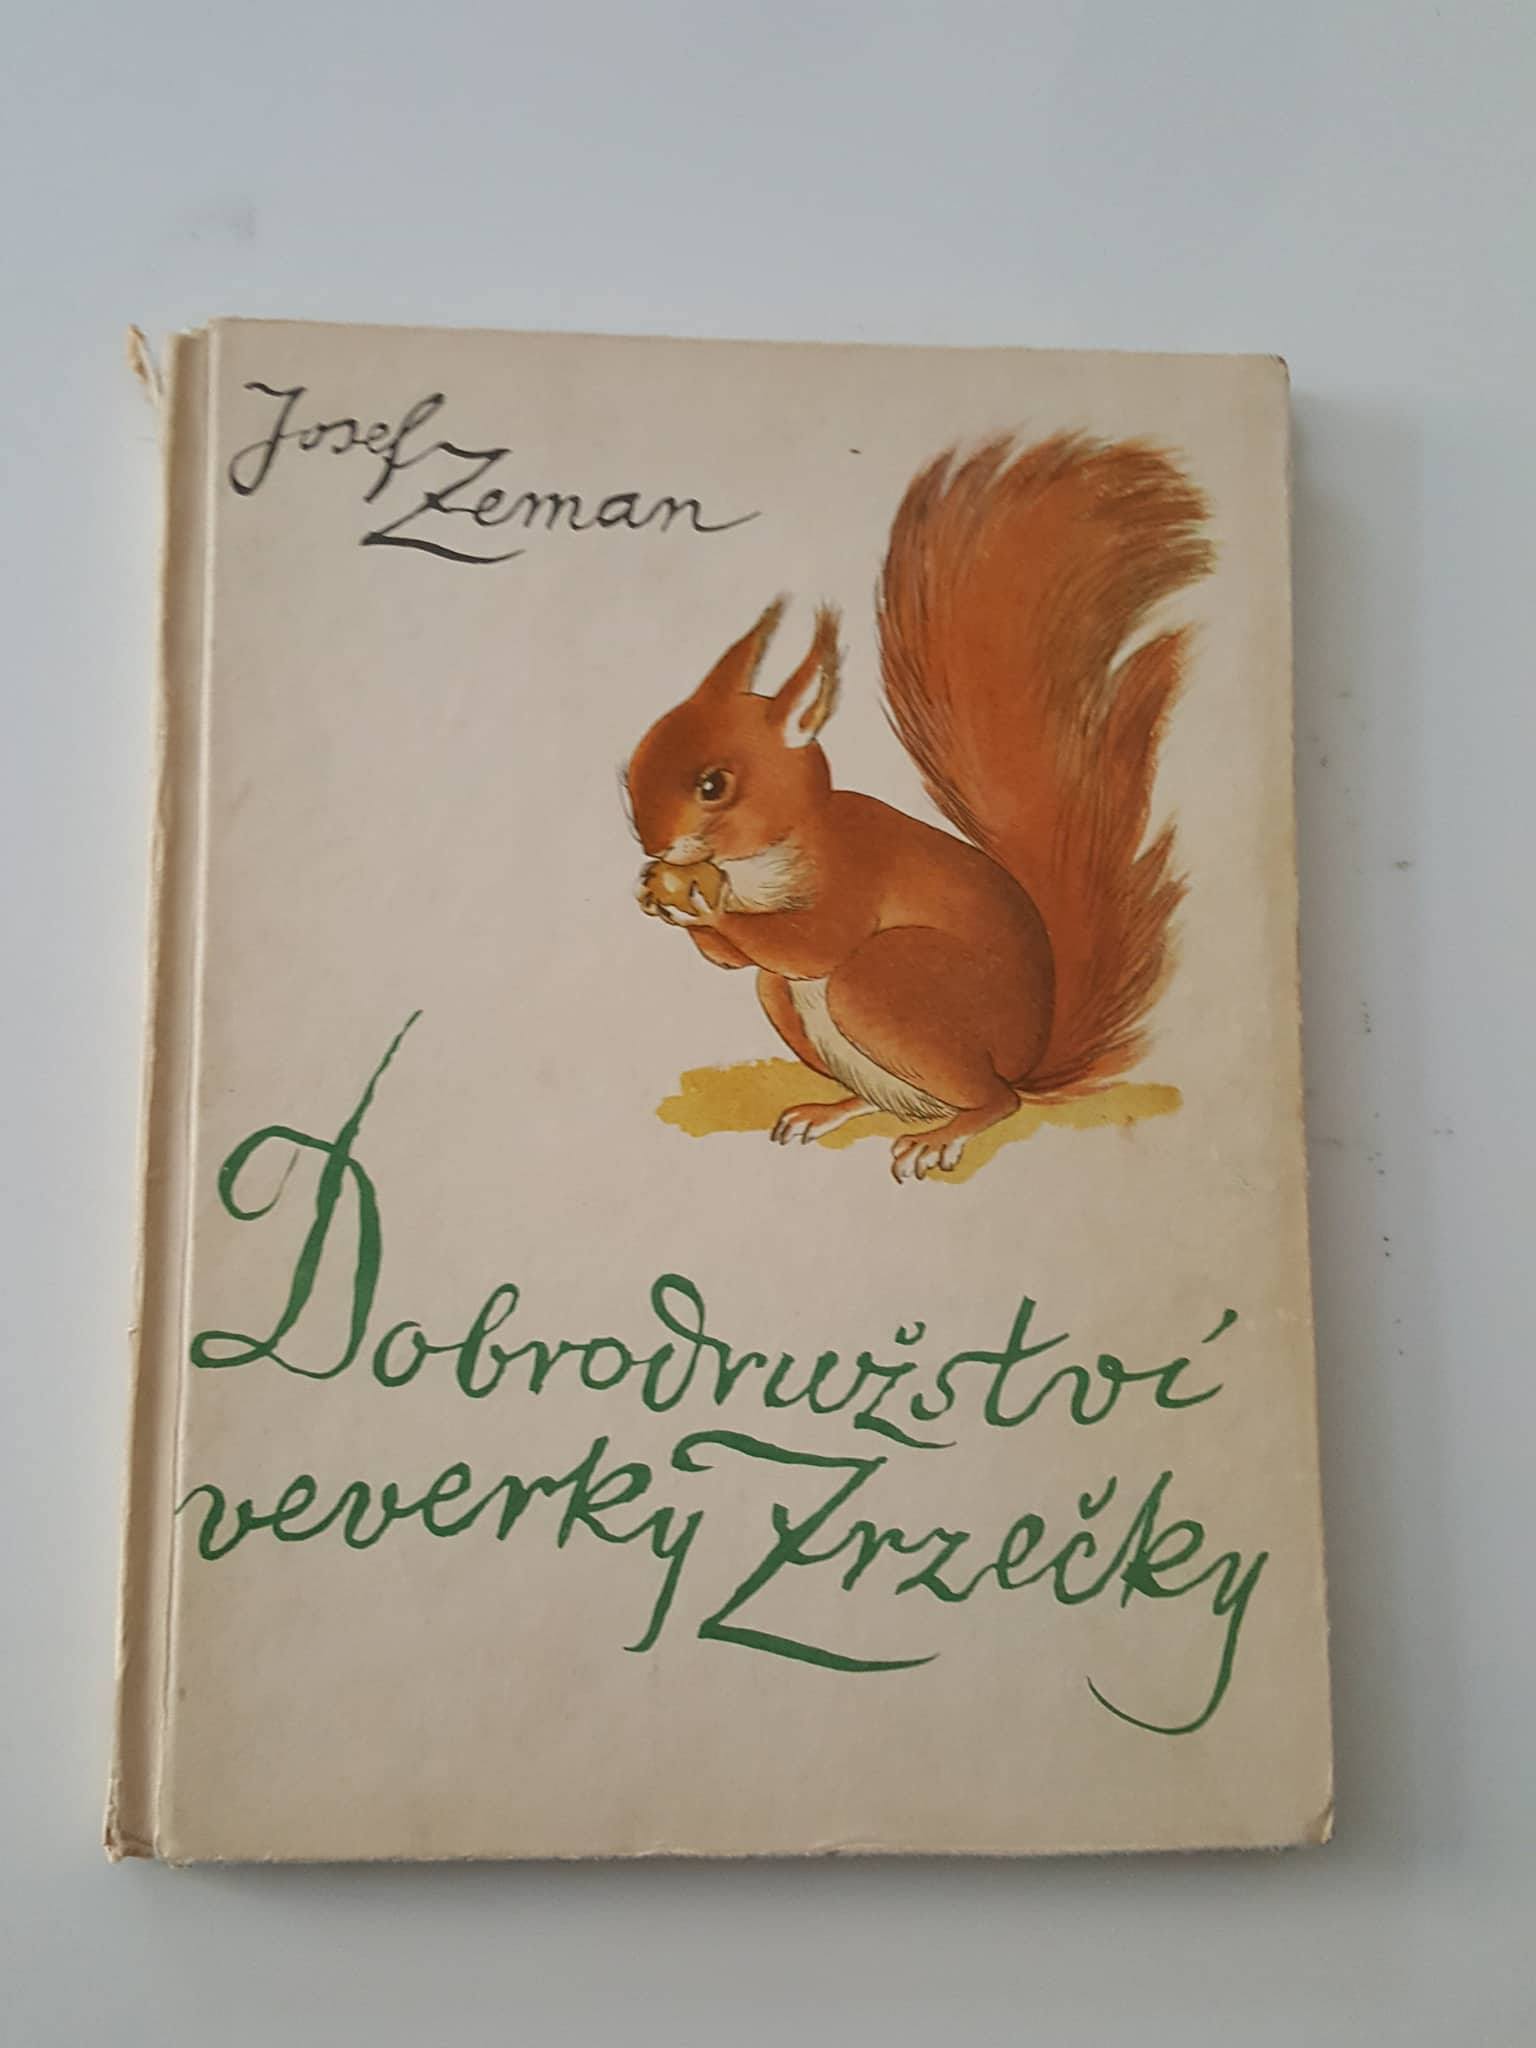 Josef
Zeman
Dobrodružství
veverky Zrzečky